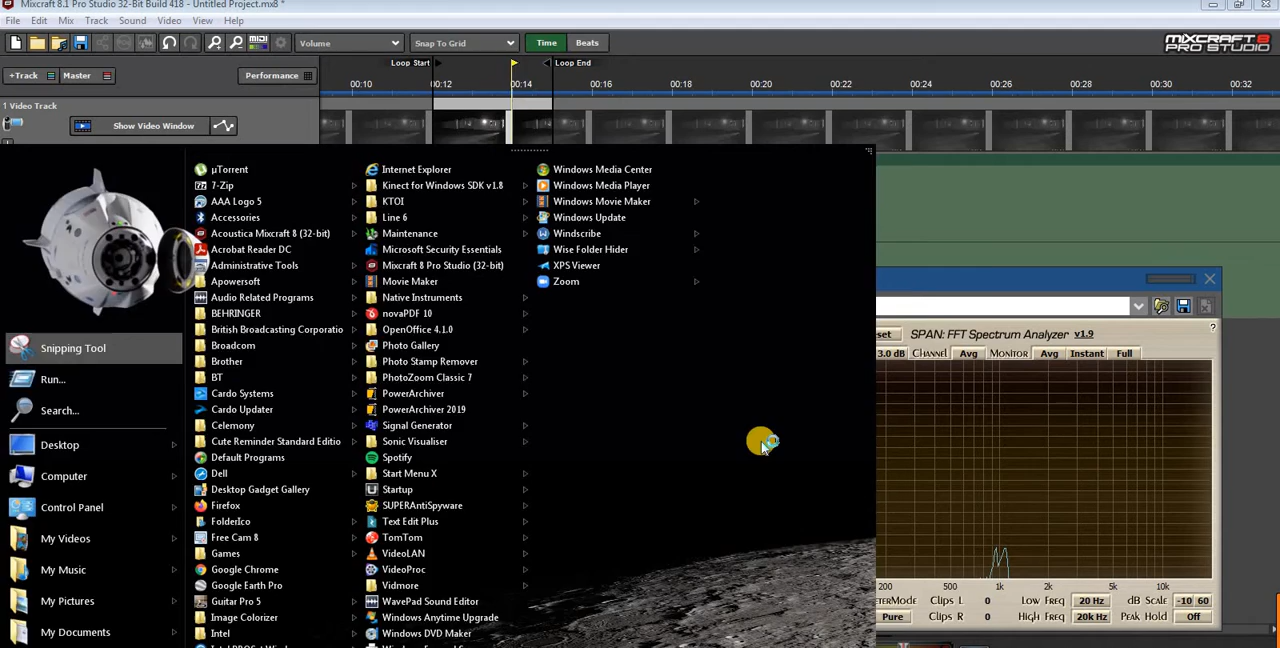 Mixcraft 8.1 Pro Studio 32-Bit Build 418 - Untitled Project.mx8 *
File Edit Mix Track Sound Video View Help
Volume Snap To Grid Time Beats MIXCRAFT 8 PRO STUDIO
Loop Start Loop End
+Track Master Performance 00:10 00:12 00:14 00:16 00:18 00:20 00:22 00:24 00:26 00:28 00:30 00:32
1 Video Track
Show Video Window
Snipping Tool
Run...
Search...
Desktop
Computer
Control Panel
My Videos
My Music
My Pictures
My Documents
µTorrent
7-Zip
AAA Logo 5
Accessories
Acoustica Mixcraft 8 (32-bit)
Acrobat Reader DC
Administrative Tools
Apowersoft
Audio Related Programs
BEHRINGER
British Broadcasting Corporatio
Broadcom
Brother
BT
Cardo Systems
Cardo Updater
Celemony
Cute Reminder Standard Editio
Default Programs
Dell
Desktop Gadget Gallery
Firefox
FolderIco
Free Cam 8
Games
Google Chrome
Google Earth Pro
Guitar Pro 5
Image Colorizer
Intel
Internet Explorer
Kinect for Windows SDK v1.8
KTOI
Line 6
Maintenance
Microsoft Security Essentials
Mixcraft 8 Pro Studio (32-bit)
Movie Maker
Native Instruments
novaPDF 10
OpenOffice 4.1.0
Photo Gallery
Photo Stamp Remover
PhotoZoom Classic 7
PowerArchiver
PowerArchiver 2019
Signal Generator
Sonic Visualiser
Spotify
Start Menu X
Startup
SUPERAntiSpyware
Text Edit Plus
TomTom
VideoLAN
VideoProc
Vidmore
WavePad Sound Editor
Windows Anytime Upgrade
Windows DVD Maker
Windows Media Center
Windows Media Player
Windows Movie Maker
Windows Update
Windscribe
Wise Folder Hider
XPS Viewer
Zoom
set SPAN: FFT Spectrum Analyzer v1.9 ?
3.0 dB Channel Avg Monitor Avg Instant Full
200 500 1k 2k 5k 10k
eterMode Clips L 0 Low Freq 20 Hz dB Scale -10 60
Pure Clips R 0 High Freq 20k Hz Peak Hold Off